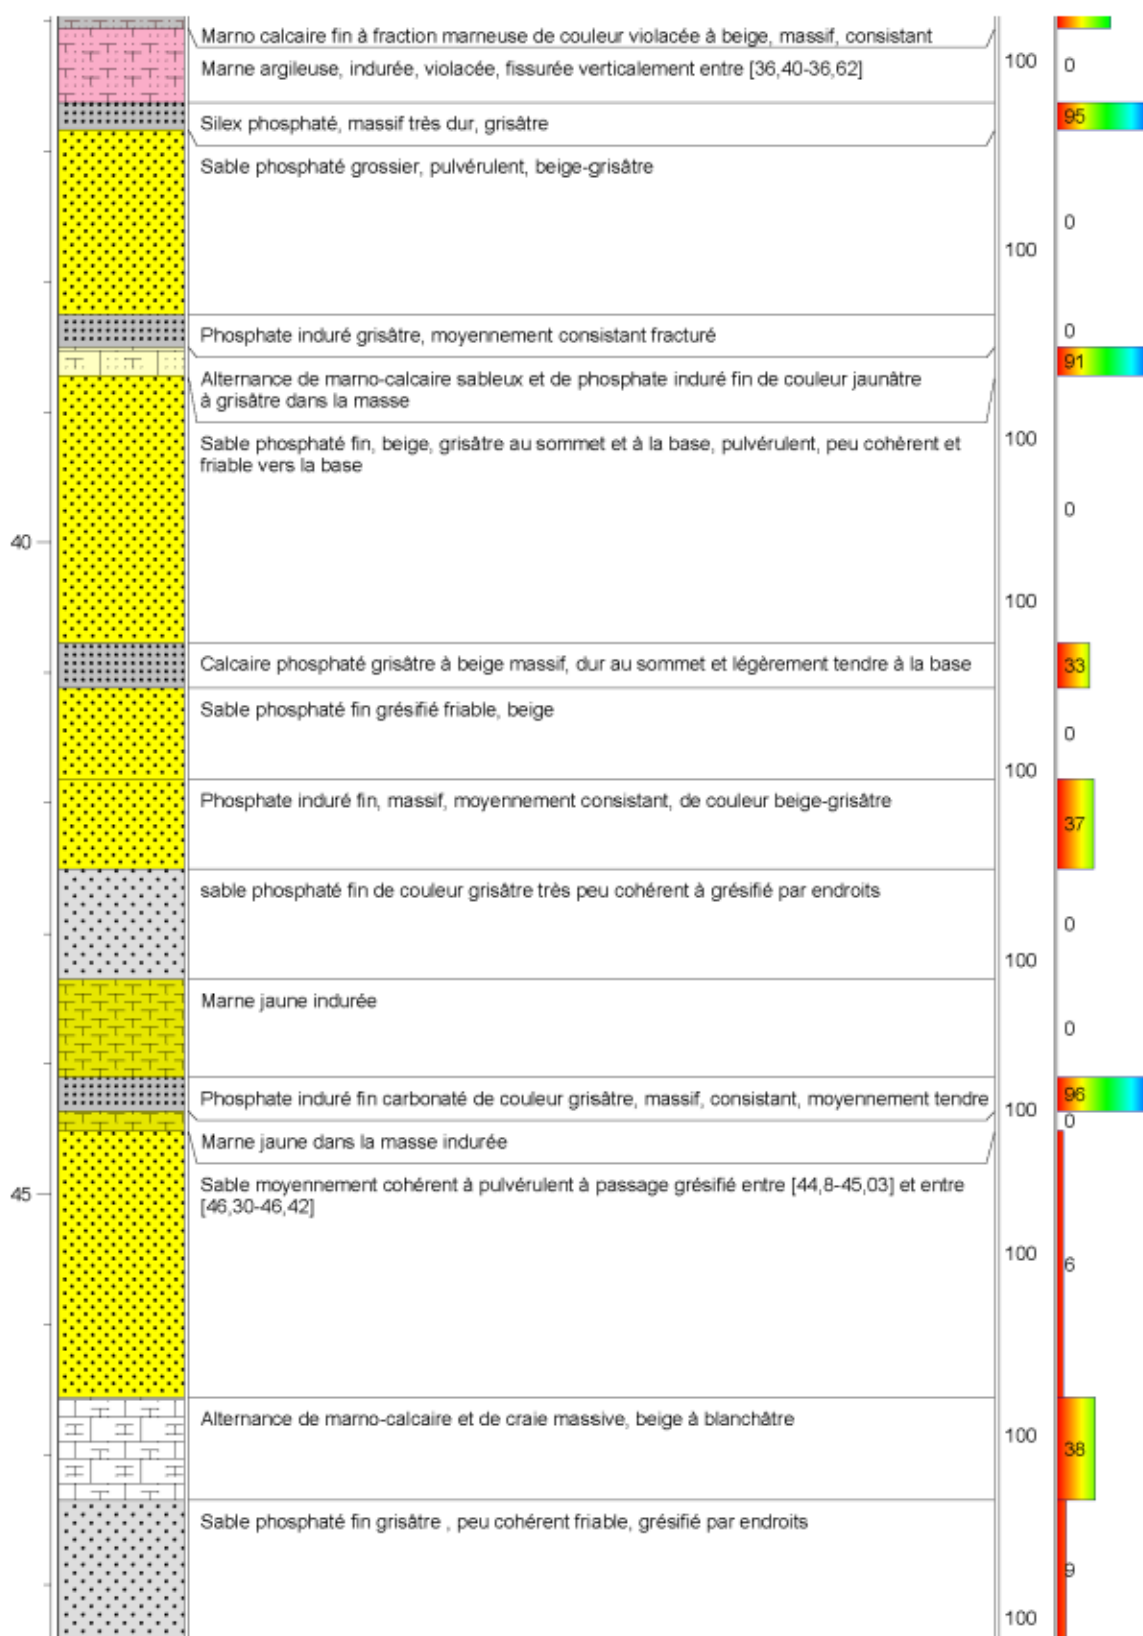 Marno calcaire fin à fraction marneuse de couleur violacée à beige, massif, consistant
Marne argileuse, indurée, violacée, fissurée verticalement entre [36,40-36,62]
100
0
Silex phosphaté, massif très dur, grisâtre
95
Sable phosphaté grossier, pulvérulent, beige-grisâtre
0
100
Phosphate induré grisâtre, moyennement consistant fracturé
0
91
Alternance de marno-calcaire sableux et de phosphate induré fin de couleur jaunâtre
à grisâtre dans la masse
Sable phosphaté fin, beige, grisâtre au sommet et à la base, pulvérulent, peu cohèrent et
friable vers la base
100
0
40
100
Calcaire phosphaté grisâtre à beige massif, dur au sommet et légèrement tendre à la base
33
Sable phosphaté fin grésifié friable, beige
0
100
Phosphate induré fin, massif, moyennement consistant, de couleur beige-grisâtre
37
sable phosphaté fin de couleur grisâtre très peu cohérent à grésifié par endroits
0
100
Marne jaune indurée
0
Phosphate induré fin carbonaté de couleur grisâtre, massif, consistant, moyennement tendre
96
100
0
Marne jaune dans la masse indurée
45
Sable moyennement cohérent à pulvérulent à passage grésifié entre [44,8-45,03] et entre
[46,30-46,42]
100
6
Alternance de marno-calcaire et de craie massive, beige à blanchâtre
100
38
Sable phosphaté fin grisâtre , peu cohérent friable, grésifié par endroits
9
100